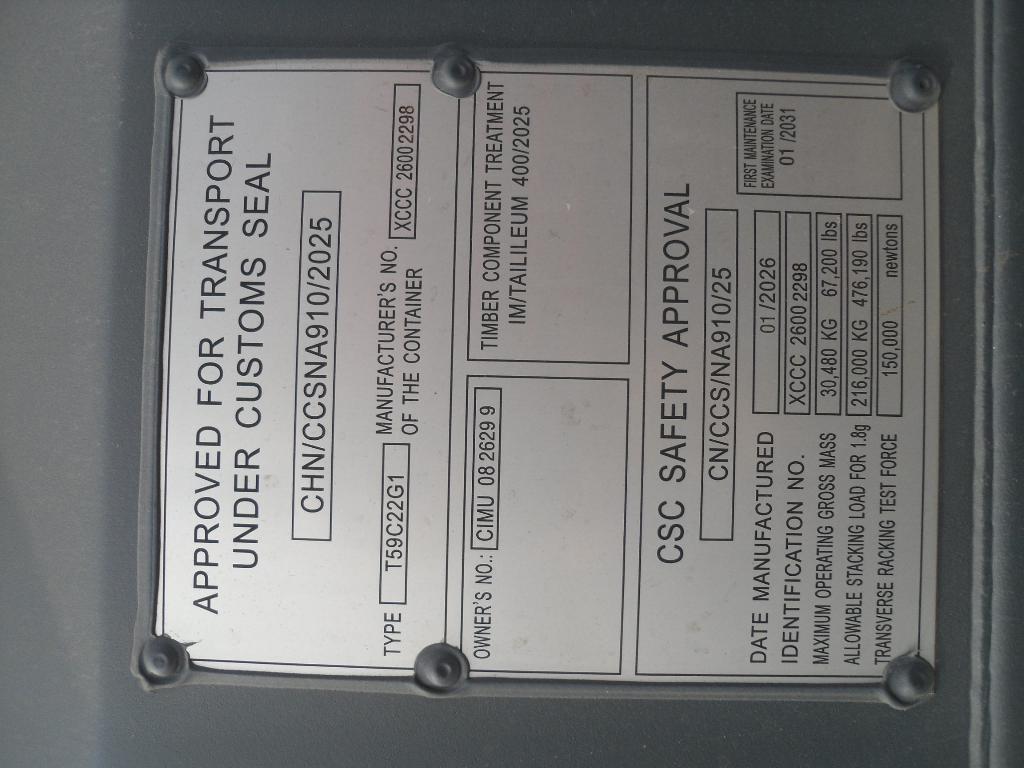 APPROVED FOR TRANSPORT
UNDER CUSTOMS SEAL
CHN/CCSNA910/2025
TYPE T59C22G1 MANUFACTURER'S NO. XCCC 26002298
OF THE CONTAINER
OWNER'S NO.: CIMU 08 2629 9
TIMBER COMPONENT TREATMENT
IM/TAILILEUM 400/2025
CSC SAFETY APPROVAL
CN/CCS/NA910/25
FIRST MAINTENANCE
EXAMINATION DATE
01 /2031
DATE MANUFACTURED 01 /2026
IDENTIFICATION NO. XCCC 2600 2298
MAXIMUM OPERATING GROSS MASS 30,480 KG 67,200 lbs
ALLOWABLE STACKING LOAD FOR 1.8g 216,000 KG 476,190 lbs
TRANSVERSE RACKING TEST FORCE 150,000 newtons